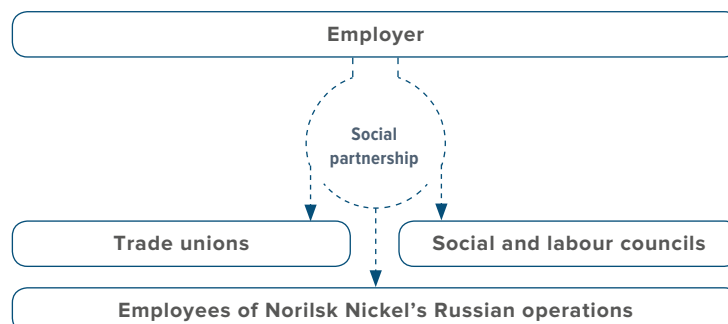 Employer
Social
partnership
Trade unions
Social and labour councils
Employees of Norilsk Nickel’s Russian operations